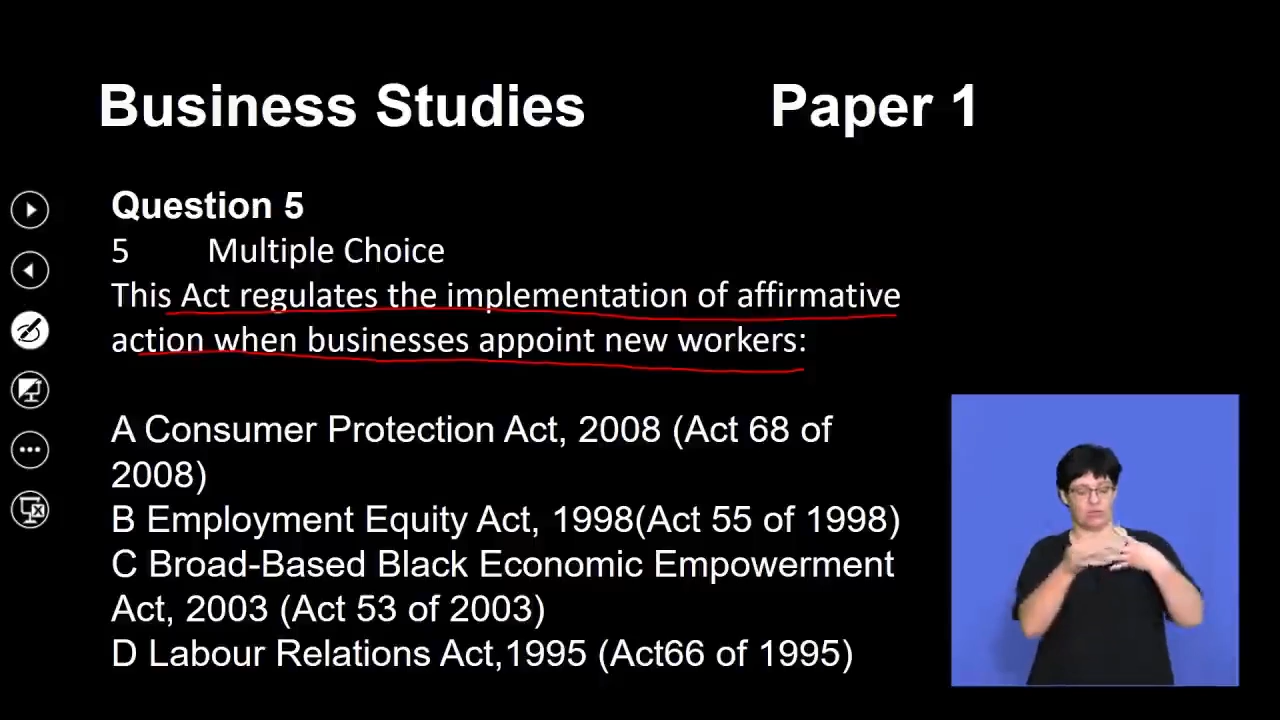 Business Studies Paper 1
Question 5
5 Multiple Choice
This Act regulates the implementation of affirmative
action when businesses appoint new workers:
A Consumer Protection Act, 2008 (Act 68 of
2008)
B Employment Equity Act, 1998(Act 55 of 1998)
C Broad-Based Black Economic Empowerment
Act, 2003 (Act 53 of 2003)
D Labour Relations Act,1995 (Act66 of 1995)